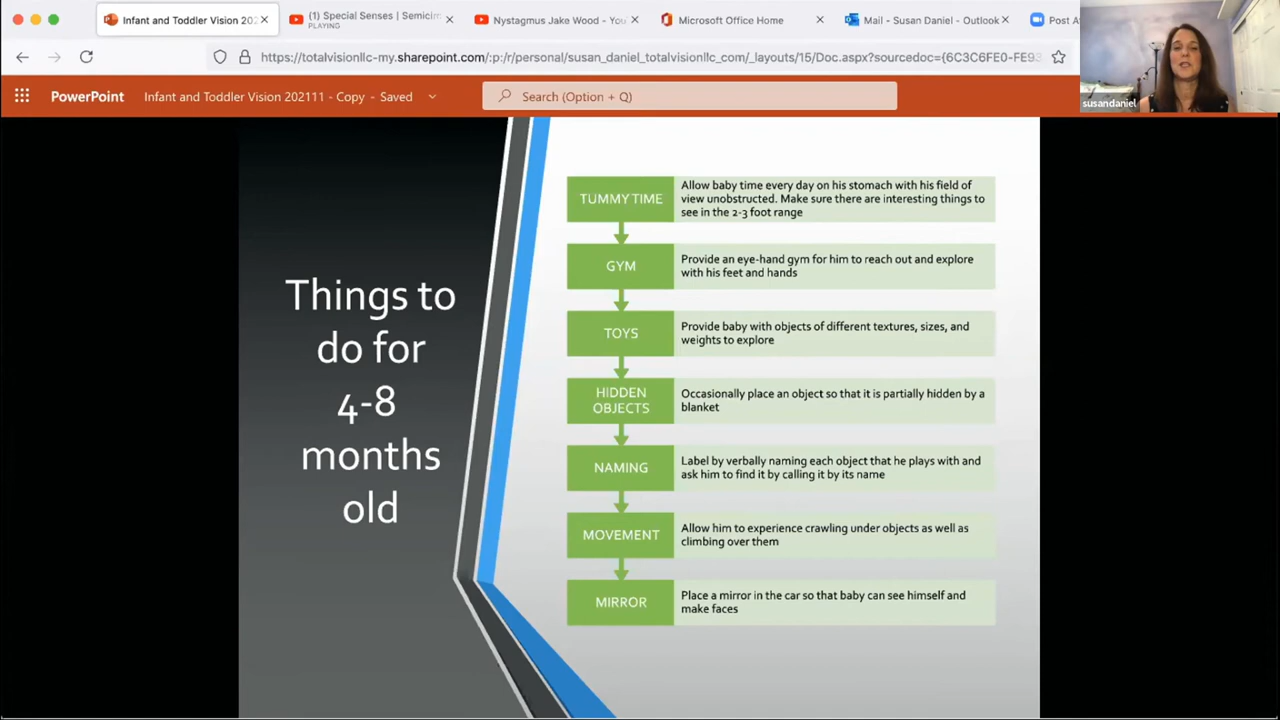 Infant and Toddler Vision 202
(1) Special Senses | Semicirc
PLAYING
Nystagmus Jake Wood - You
Microsoft Office Home
Mail - Susan Daniel - Outlook
Post A
https://totalvisionllc-my.sharepoint.com/:p:/r/personal/susan_daniel_totalvisionllc_com/_layouts/15/Doc.aspx?sourcedoc={6C3C6FE0-FE93
PowerPoint
Infant and Toddler Vision 202111 - Copy - Saved
Search (Option + Q)
susandaniel
Things to
do for
4-8
months
old
TUMMY TIME
Allow baby time every day on his stomach with his field of
view unobstructed. Make sure there are interesting things to
see in the 2-3 foot range
GYM
Provide an eye-hand gym for him to reach out and explore
with his feet and hands
TOYS
Provide baby with objects of different textures, sizes, and
weights to explore
HIDDEN
OBJECTS
Occasionally place an object so that it is partially hidden by a
blanket
NAMING
Label by verbally naming each object that he plays with and
ask him to find it by calling it by its name
MOVEMENT
Allow him to experience crawling under objects as well as
climbing over them
MIRROR
Place a mirror in the car so that baby can see himself and
make faces